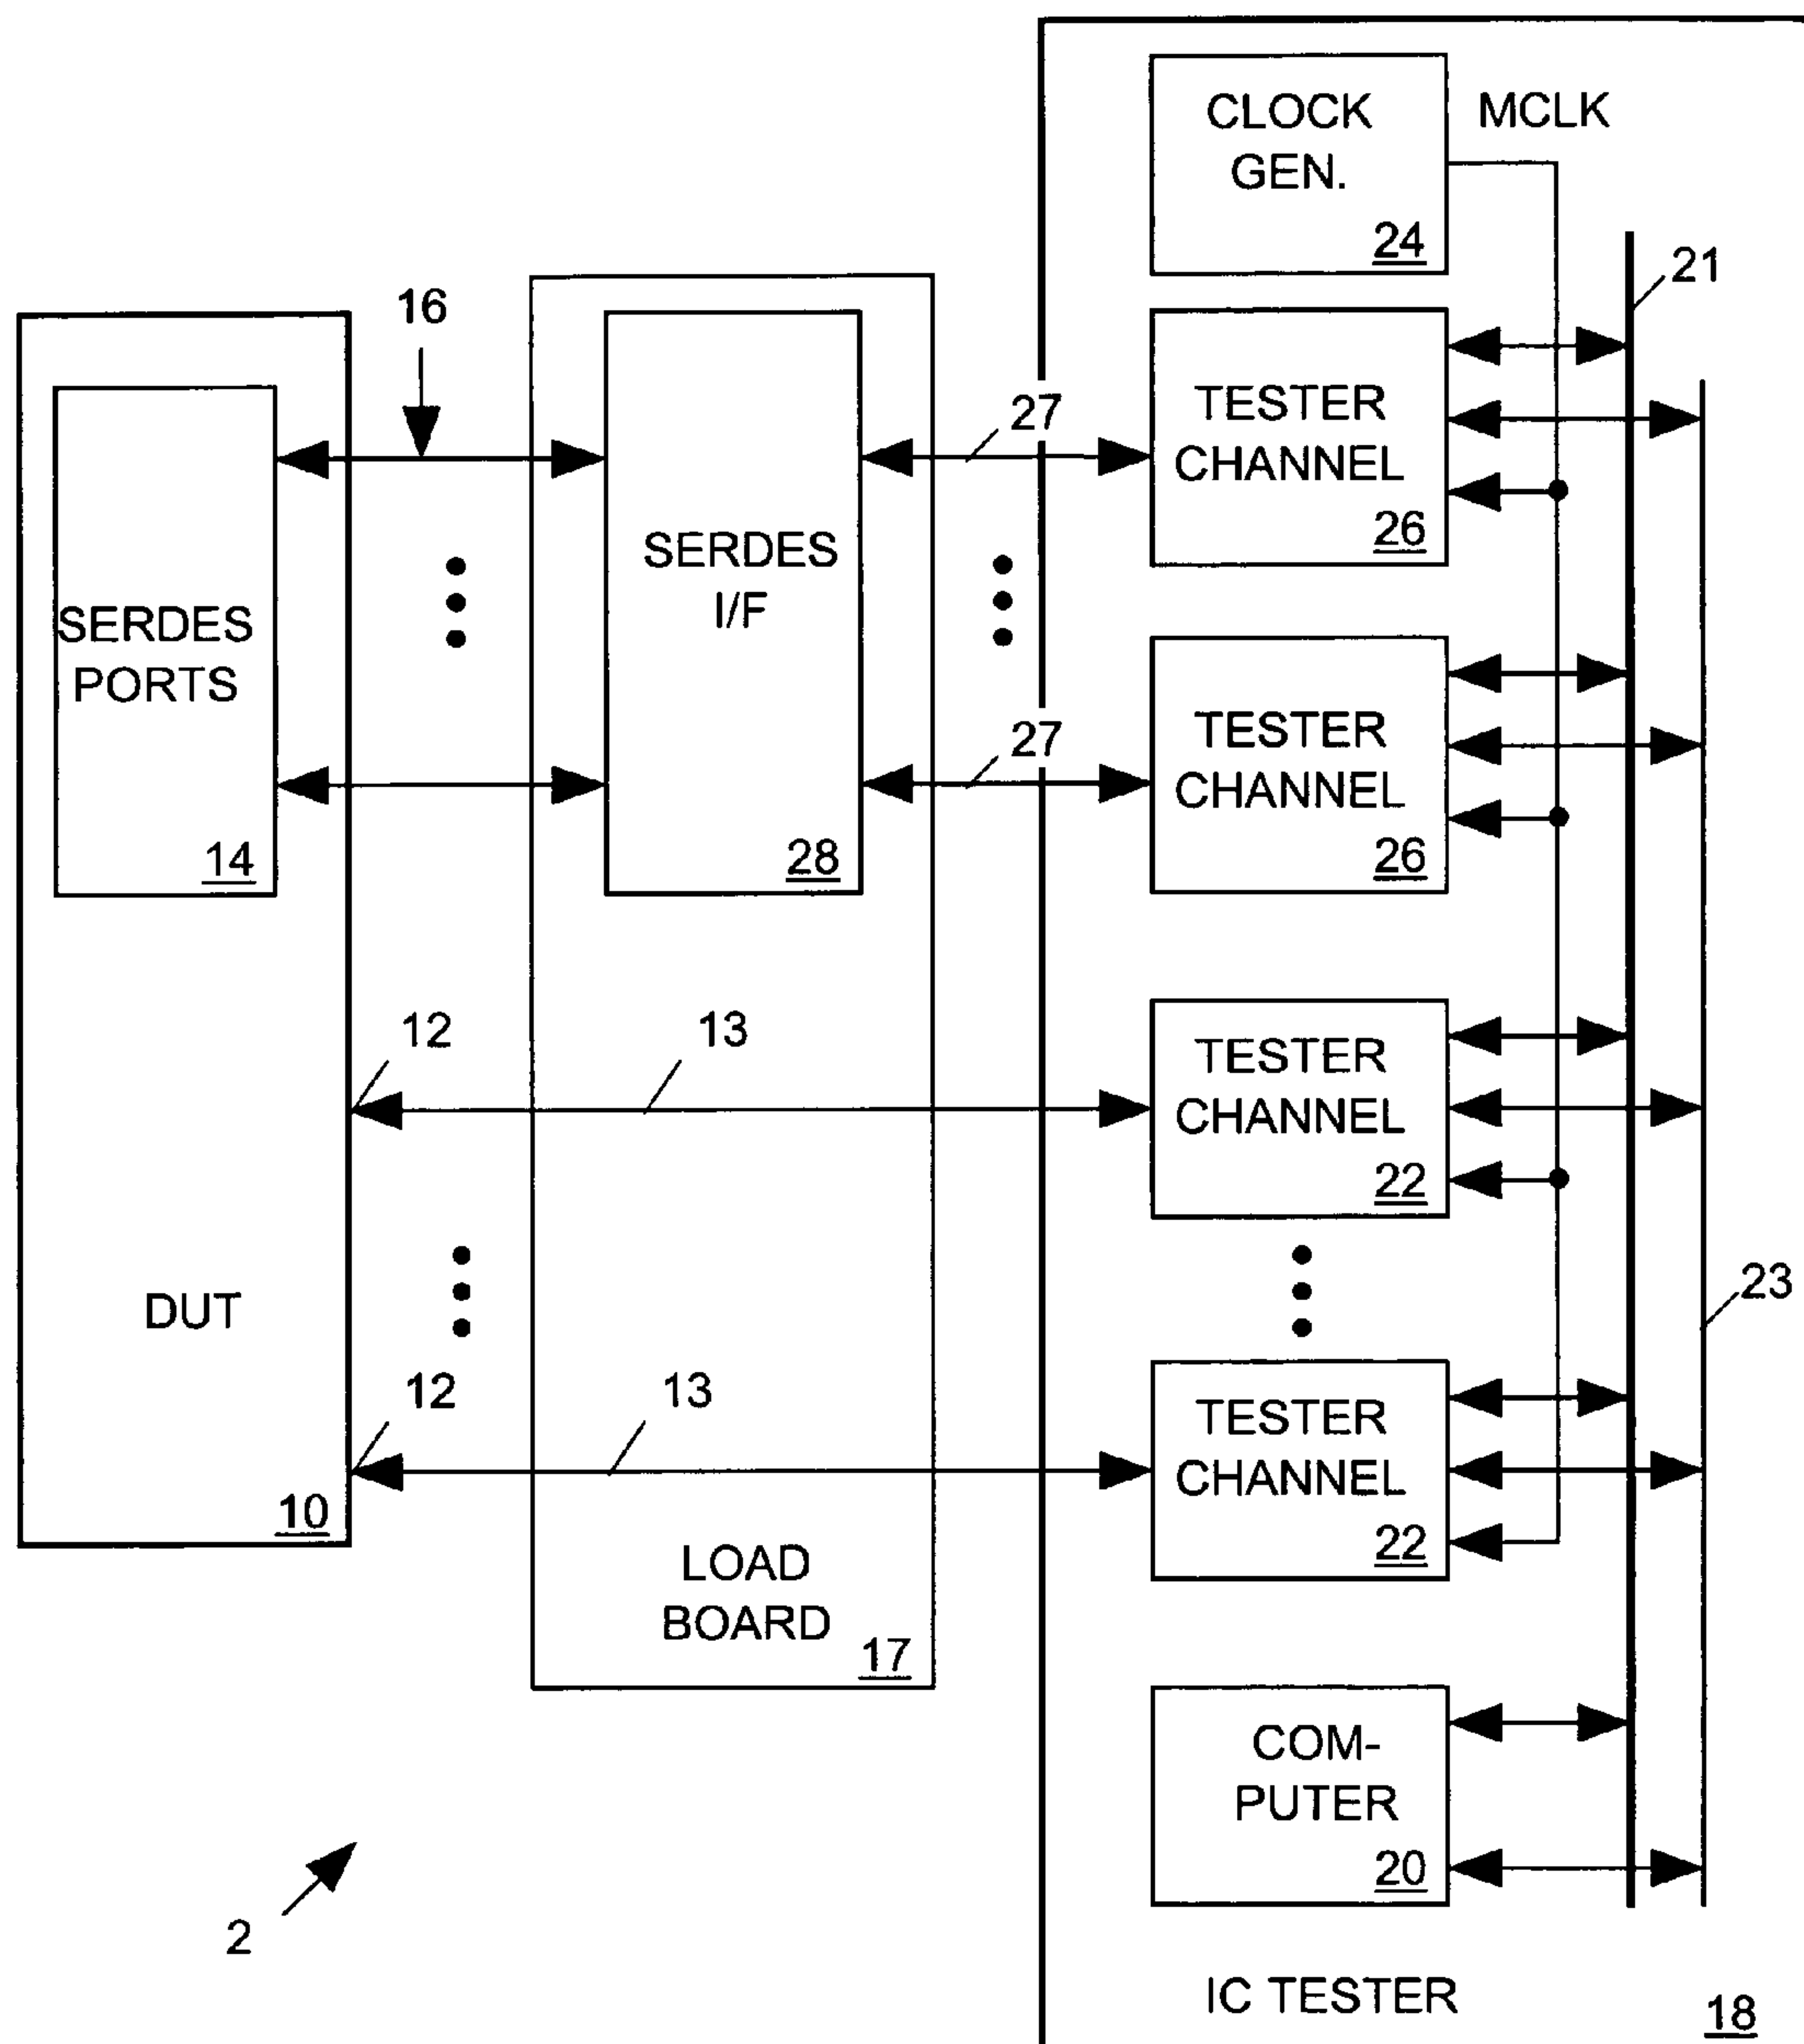 CLOCK
GEN.
24
MCLK
21
16
27
TESTER
CHANNEL
26
SERDES
I/F
28
SERDES
PORTS
14
27
TESTER
CHANNEL
26
12
13
TESTER
CHANNEL
22
23
DUT
10
12
13
TESTER
CHANNEL
22
LOAD
BOARD
17
COM-
PUTER
20
2
IC TESTER
18